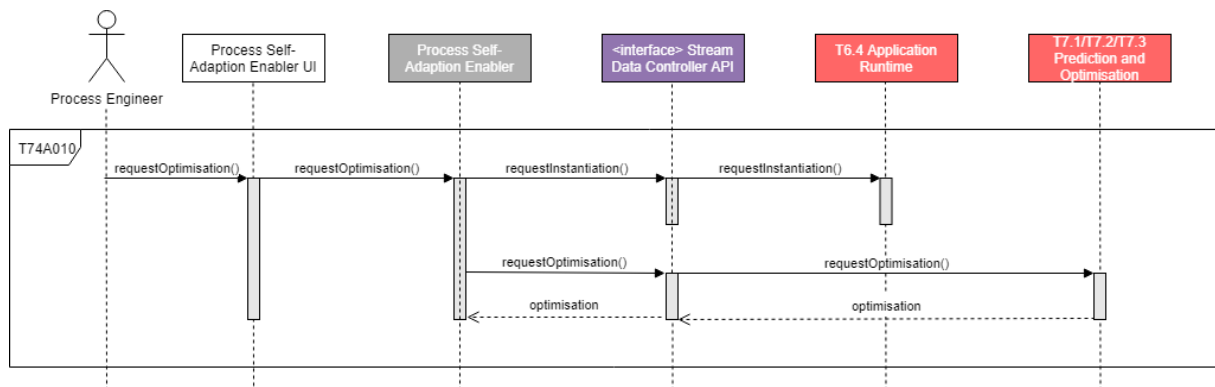 Process Engineer
Process Self-
Adaption Enabler UI
Process Self-
Adaption Enabler
<interface> Stream
Data Controller API
T6.4 Application
Runtime
T7.1/T7.2/T7.3
Prediction and
Optimisation
T74A010
requestOptimisation()
requestOptimisation()
requestInstantiation()
requestInstantiation()
requestOptimisation()
requestOptimisation()
optimisation
optimisation